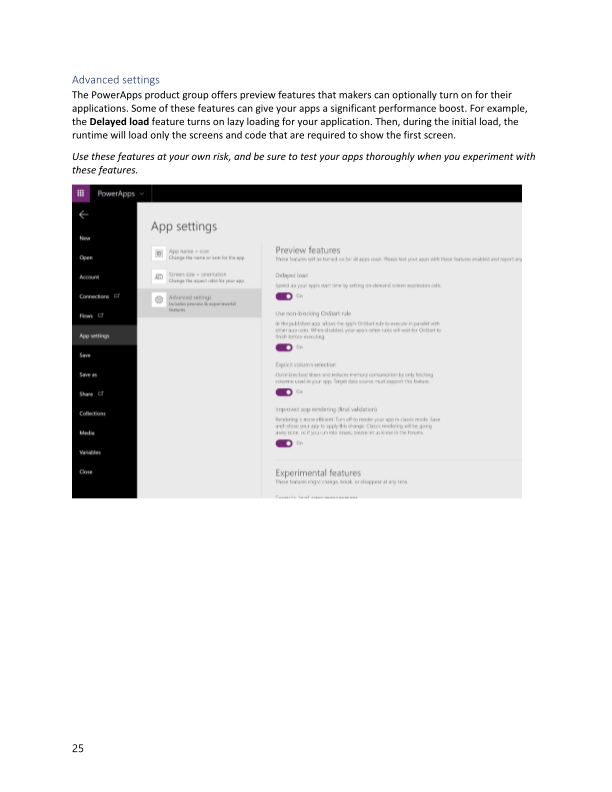 Advanced settings
The PowerApps product group offers preview features that makers can optionally turn on for their
applications. Some of these features can give your apps a significant performance boost. For example,
the Delayed load feature turns on lazy loading for your application. Then, during the initial load, the
runtime will load only the screens and code that are required to show the first screen.
Use these features at your own risk, and be sure to test your apps thoroughly when you experiment with
these features.
PowerApps
New
Open
Account
Connections
Flows
App settings
Save
Save as
Share
Collections
Media
Variables
Close
App settings
App name + icon
Change the name or icon for the app
Screen size + orientation
Change the aspect ratio for your app
Advanced settings
Includes preview & experimental
features
Preview features
These features will be turned on for all apps soon. Please test your apps with these features enabled and report any
Delayed load
Speed up your app's start time by setting on-demand screen expression calls.
On
Use non-blocking OnStart rule
In the published app, allows the app's OnStart rule to execute in parallel with
other app rules. When disabled, your app's other rules will wait for OnStart to
finish before executing.
On
Explicit column selection
Optimizes load times and reduces memory consumption by only fetching
columns used in your app. Target data source must support this feature.
On
Improved app rendering (final validation)
Rendering is more efficient. Turn off to render your app in classic mode. Save
and reload your app to apply this change. Classic rendering will be going
away soon, so if you run into issues, please let us know in the forums.
On
Experimental features
These features might change, break, or disappear at any time.
25